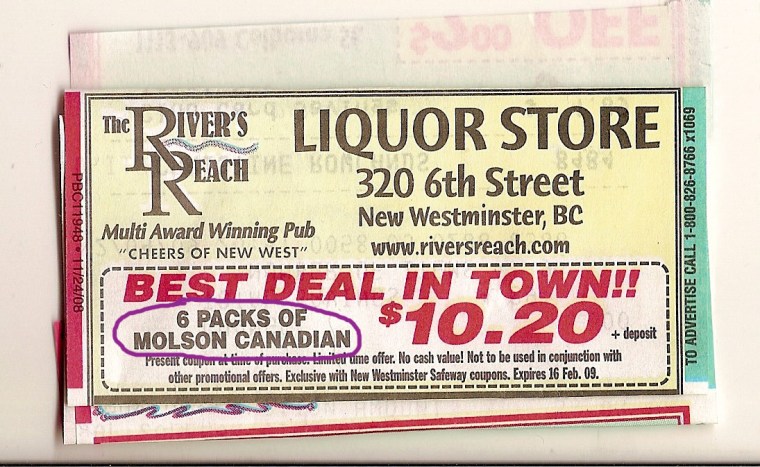 The RIVER'S
REACH
Multi Award Winning Pub
"CHEERS OF NEW WEST"
LIQUOR STORE
320 6th Street
New Westminster, BC
www.riversreach.com
BEST DEAL IN TOWN!!
6 PACKS OF
MOLSON CANADIAN
$10.20 + deposit
Present coupon at time of purchase. Limited time offer. No cash value! Not to be used in conjunction with
other promotional offers. Exclusive with New Westminster Safeway coupons. Expires 16 Feb. 09.
PBC11948 • 11/24/08
TO ADVERTISE CALL 1-800-826-8766 x1069